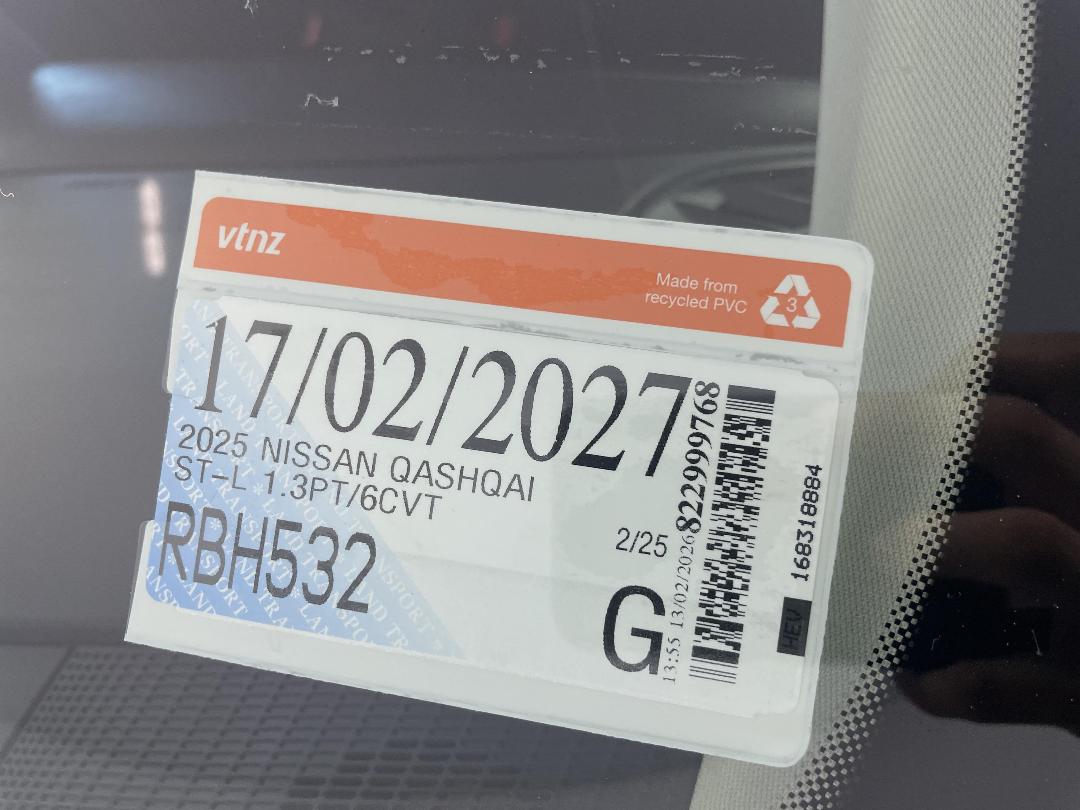 vtnz
Made from
recycled PVC
3
17/02/2027
2025 NISSAN QASHQAI
ST-L 1.3PT/6CVT
RBH532
2/25
G
13:55 13/02/2026 822999768
168318884
HEV